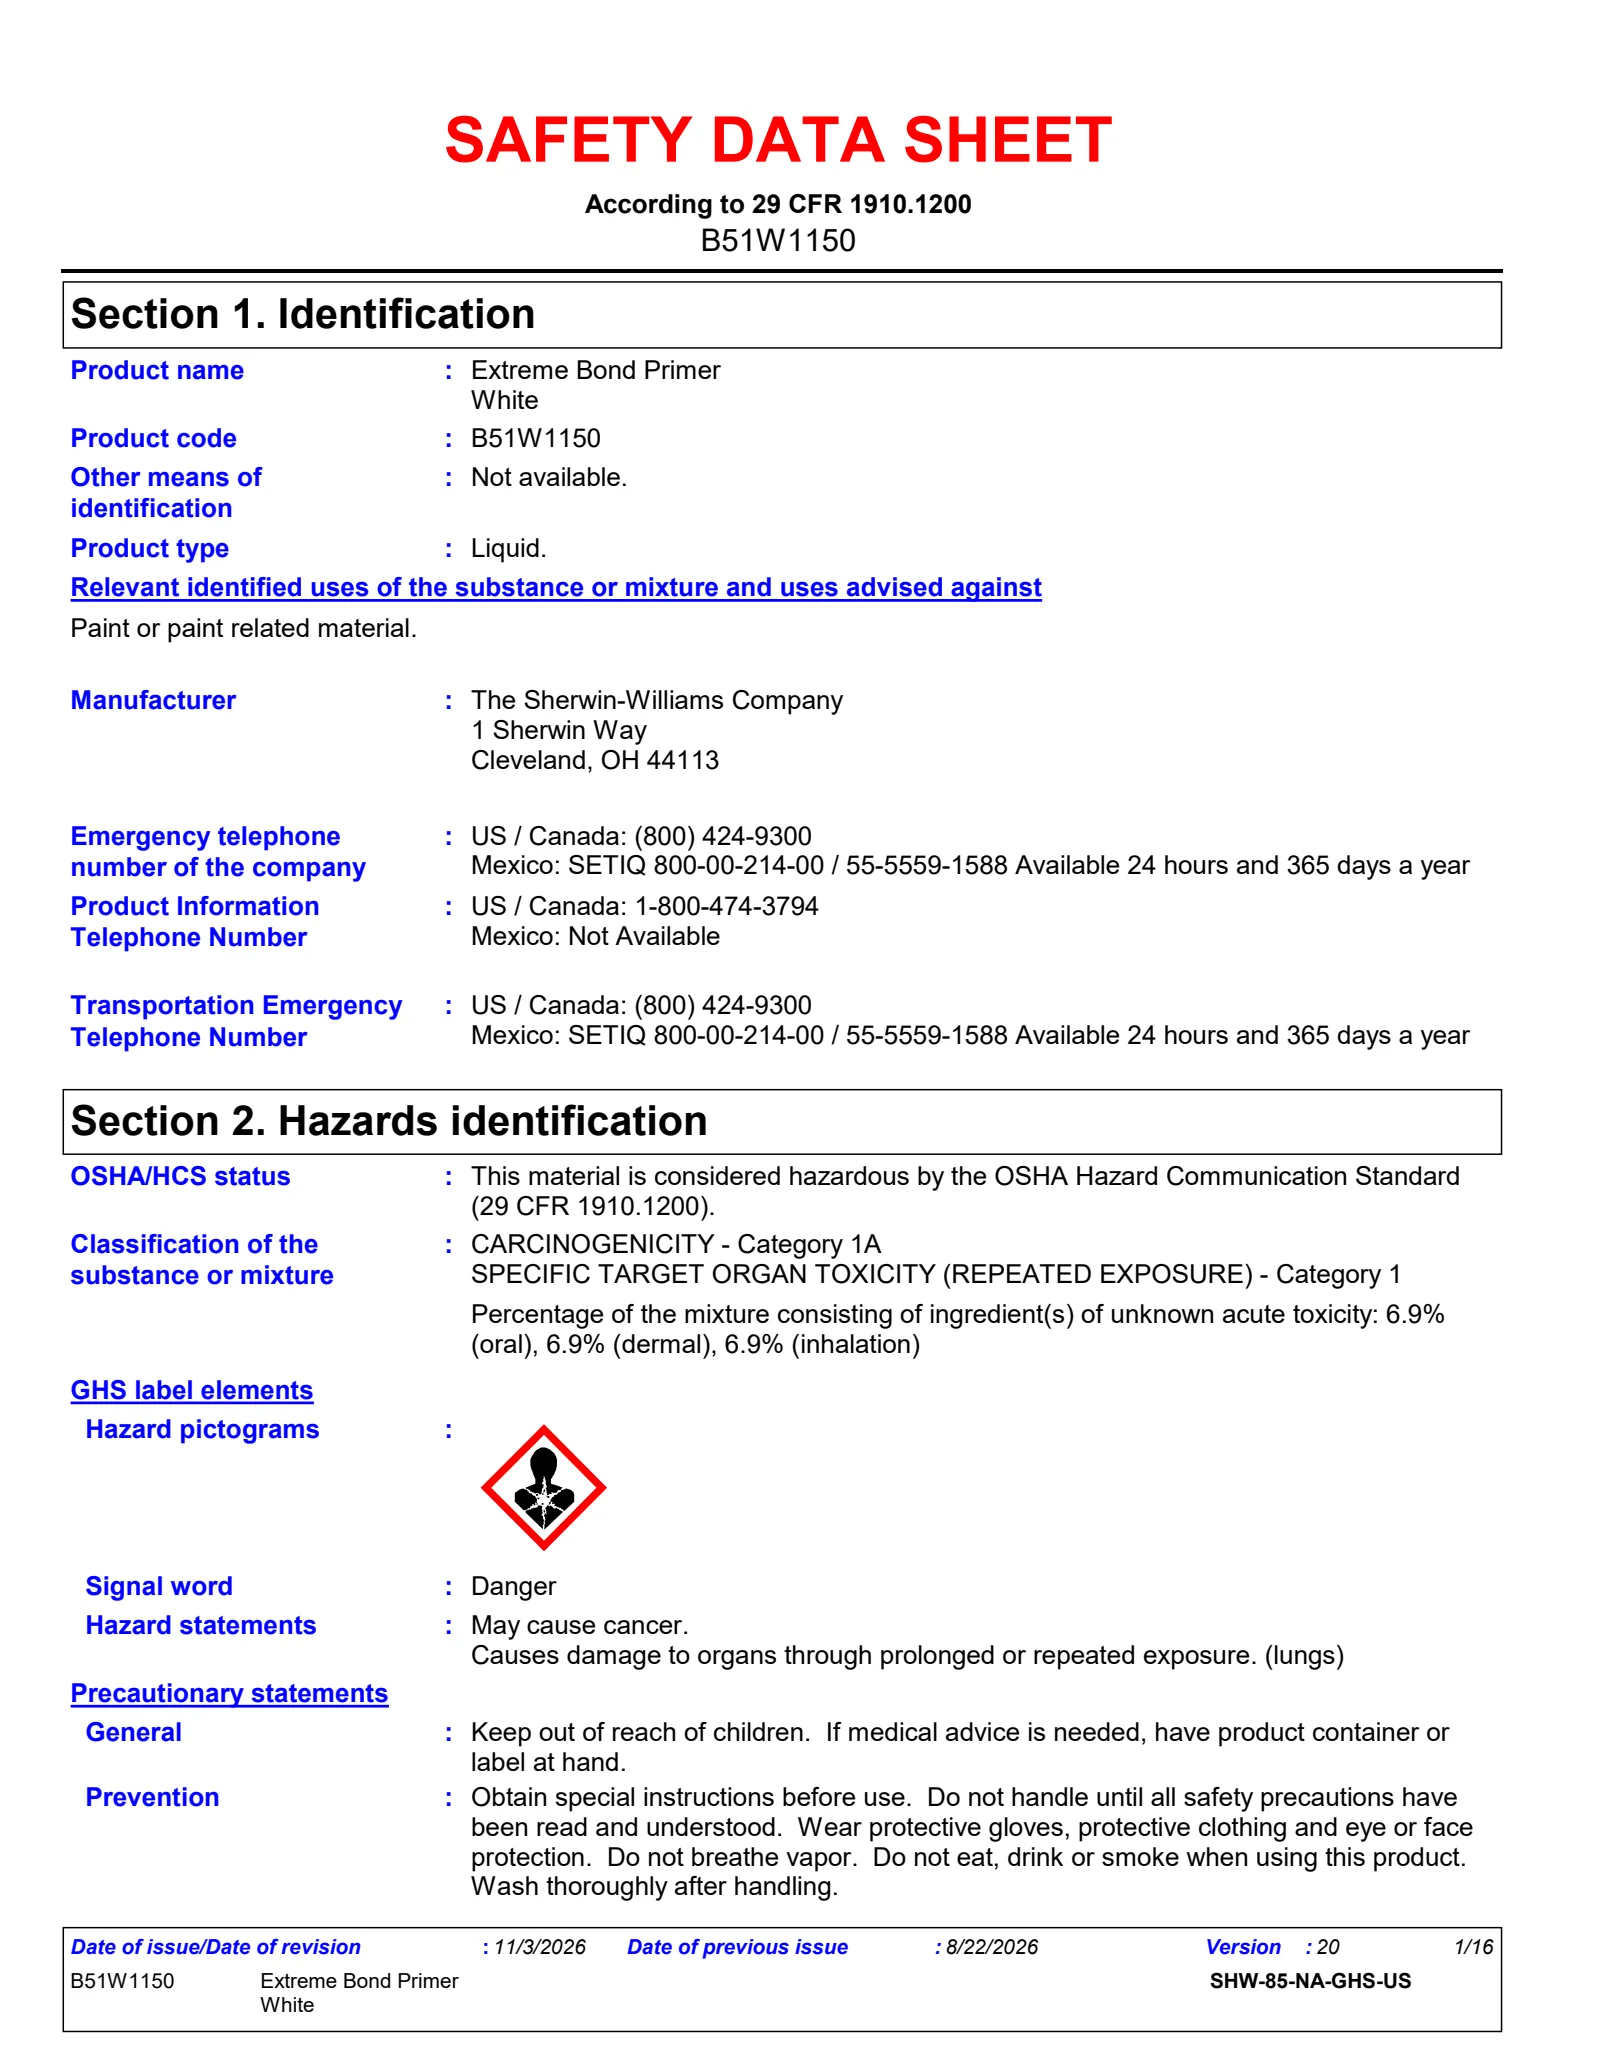 SAFETY DATA SHEET
According to 29 CFR 1910.1200
B51W1150
Section 1. Identification
Product name : Extreme Bond Primer
White
Product code : B51W1150
Other means of : Not available.
identification
Product type : Liquid.
Relevant identified uses of the substance or mixture and uses advised against
Paint or paint related material.
Manufacturer : The Sherwin-Williams Company
1 Sherwin Way
Cleveland, OH 44113
Emergency telephone : US / Canada: (800) 424-9300
number of the company Mexico: SETIQ 800-00-214-00 / 55-5559-1588 Available 24 hours and 365 days a year
Product Information : US / Canada: 1-800-474-3794
Telephone Number Mexico: Not Available
Transportation Emergency : US / Canada: (800) 424-9300
Telephone Number Mexico: SETIQ 800-00-214-00 / 55-5559-1588 Available 24 hours and 365 days a year
Section 2. Hazards identification
OSHA/HCS status : This material is considered hazardous by the OSHA Hazard Communication Standard
(29 CFR 1910.1200).
Classification of the : CARCINOGENICITY - Category 1A
substance or mixture SPECIFIC TARGET ORGAN TOXICITY (REPEATED EXPOSURE) - Category 1
Percentage of the mixture consisting of ingredient(s) of unknown acute toxicity: 6.9%
(oral), 6.9% (dermal), 6.9% (inhalation)
GHS label elements
Hazard pictograms :
Signal word : Danger
Hazard statements : May cause cancer.
Causes damage to organs through prolonged or repeated exposure. (lungs)
Precautionary statements
General : Keep out of reach of children. If medical advice is needed, have product container or
label at hand.
Prevention : Obtain special instructions before use. Do not handle until all safety precautions have
been read and understood. Wear protective gloves, protective clothing and eye or face
protection. Do not breathe vapor. Do not eat, drink or smoke when using this product.
Wash thoroughly after handling.
Date of issue/Date of revision : 11/3/2026 Date of previous issue : 8/22/2026 Version : 20 1/16
B51W1150 Extreme Bond Primer SHW-85-NA-GHS-US
White